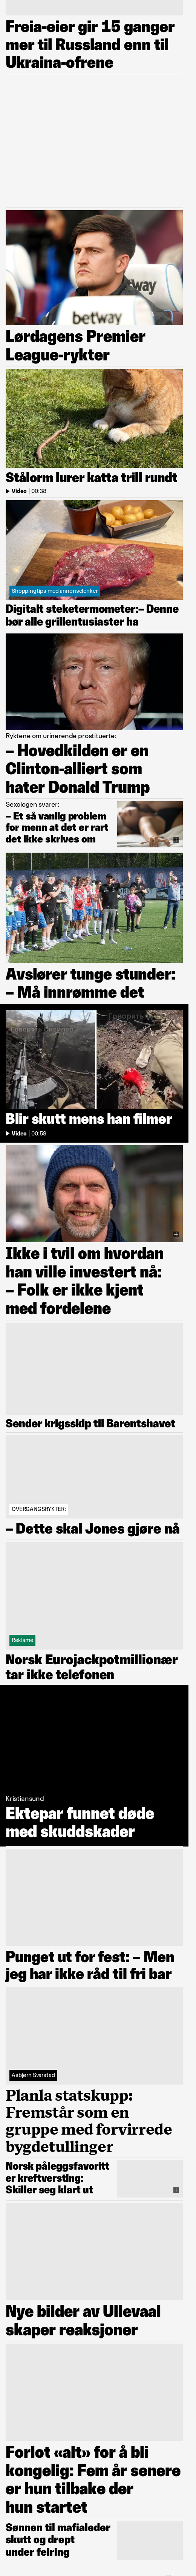 Freia-eier gir 15 ganger
mer til Russland enn til
Ukraina-ofrene
betway
betw
Lørdagens Premier
League-rykter
Stålorm lurer katta trill rundt
Video | 00:38
Shoppingtips med annonselenker
Digitalt steketermometer:– Denne
bør alle grillentusiaster ha
Ryktene om urinerende prostituerte:
– Hovedkilden er en
Clinton-alliert som
hater Donald Trump
Sexologen svarer:
– Et så vanlig problem
for menn at det er rart
det ikke skrives om
Avslører tunge stunder:
– Må innrømme det
Говорать
Blir skutt mens han filmer
Video | 00:59
Ikke i tvil om hvordan
han ville investert nå:
– Folk er ikke kjent
med fordelene
Sender krigsskip til Barentshavet
OVERGANGSRYKTER:
– Dette skal Jones gjøre nå
Reklame
Norsk Eurojackpotmillionær
tar ikke telefonen
Kristiansund
Ektepar funnet døde
med skuddskader
Punget ut for fest: – Men
jeg har ikke råd til fri bar
Asbjørn Svarstad
Planla statskupp:
Fremstår som en
gruppe med forvirrede
bygdetullinger
Norsk påleggsfavoritt
er kreftversting:
Skiller seg klart ut
Nye bilder av Ullevaal
skaper reaksjoner
Forlot «alt» for å bli
kongelig: Fem år senere
er hun tilbake der
hun startet
Sønnen til mafialeder
skutt og drept
under feiring